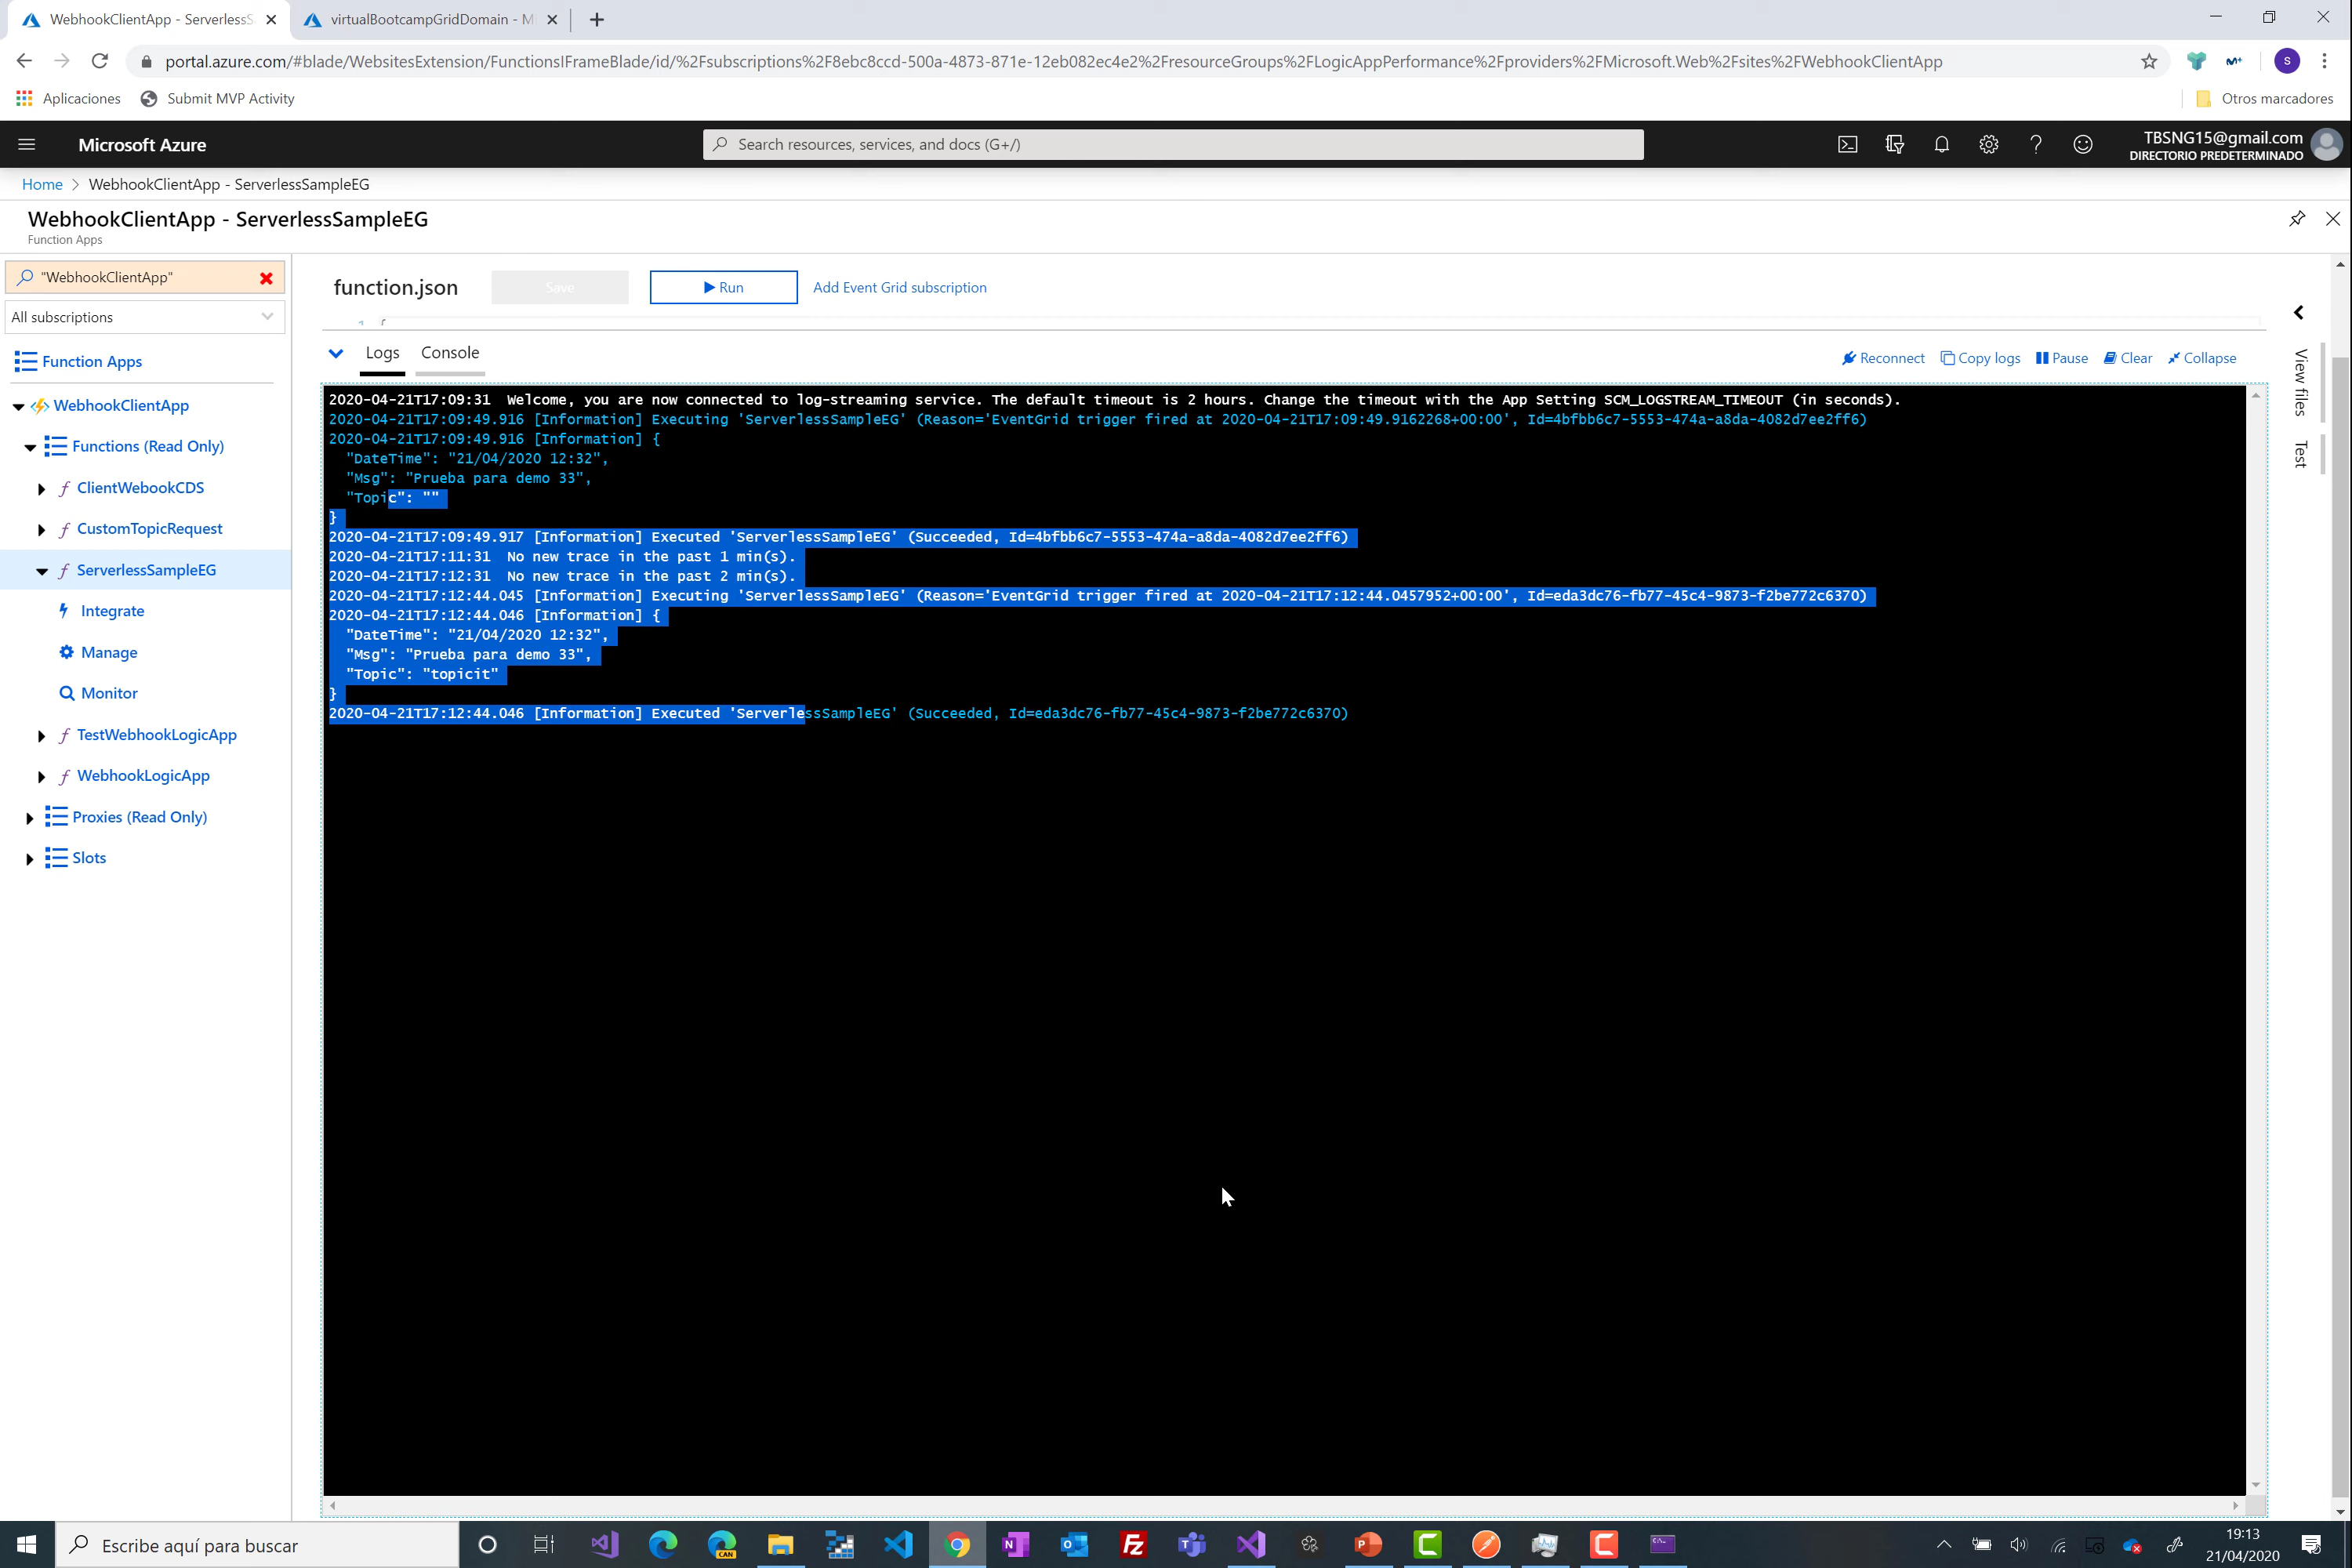 WebhookClientApp - ServerlessS
virtualBootcampGridDomain - M
portal.azure.com/#blade/WebsitesExtension/FunctionsIFrameBlade/id/%2Fsubscriptions%2F8ebc8ccd-500a-4873-871e-12eb082ec4e2%2FresourceGroups%2FLogicAppPerformance%2Fproviders%2FMicrosoft.Web%2Fsites%2FWebhookClientApp
S
Aplicaciones
Submit MVP Activity
Otros marcadores
Microsoft Azure
Search resources, services, and docs (G+/)
TBSNG15@gmail.com
DIRECTORIO PREDETERMINADO
Home > WebhookClientApp - ServerlessSampleEG
WebhookClientApp - ServerlessSampleEG
Function Apps
"WebhookClientApp"
All subscriptions
Function Apps
WebhookClientApp
Functions (Read Only)
ClientWebookCDS
CustomTopicRequest
ServerlessSampleEG
Integrate
Manage
Monitor
TestWebhookLogicApp
WebhookLogicApp
Proxies (Read Only)
Slots
function.json
Save
Run
Add Event Grid subscription
Logs
Console
Reconnect
Copy logs
Pause
Clear
Collapse
View files
Test
2020-04-21T17:09:31  Welcome, you are now connected to log-streaming service. The default timeout is 2 hours. Change the timeout with the App Setting SCM_LOGSTREAM_TIMEOUT (in seconds).
2020-04-21T17:09:49.916 [Information] Executing 'ServerlessSampleEG' (Reason='EventGrid trigger fired at 2020-04-21T17:09:49.9162268+00:00', Id=4bfbb6c7-5553-474a-a8da-4082d7ee2ff6)
2020-04-21T17:09:49.916 [Information] {
"DateTime": "21/04/2020 12:32",
"Msg": "Prueba para demo 33",
"Topic": ""
}
2020-04-21T17:09:49.917 [Information] Executed 'ServerlessSampleEG' (Succeeded, Id=4bfbb6c7-5553-474a-a8da-4082d7ee2ff6)
2020-04-21T17:11:31  No new trace in the past 1 min(s).
2020-04-21T17:12:31  No new trace in the past 2 min(s).
2020-04-21T17:12:44.045 [Information] Executing 'ServerlessSampleEG' (Reason='EventGrid trigger fired at 2020-04-21T17:12:44.0457952+00:00', Id=eda3dc76-fb77-45c4-9873-f2be772c6370)
2020-04-21T17:12:44.046 [Information] {
"DateTime": "21/04/2020 12:32",
"Msg": "Prueba para demo 33",
"Topic": "topicit"
}
2020-04-21T17:12:44.046 [Information] Executed 'ServerlessSampleEG' (Succeeded, Id=eda3dc76-fb77-45c4-9873-f2be772c6370)
Escribe aquí para buscar
CAN
19:13
21/04/2020